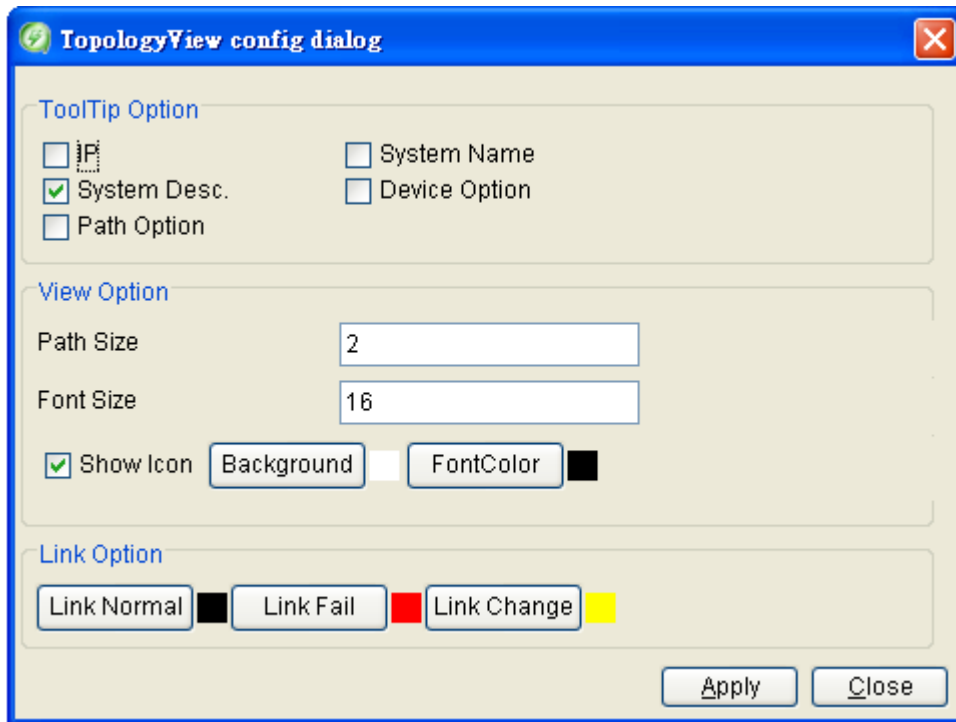 TopologyView config dialog
ToolTip Option
IP System Name
System Desc. Device Option
Path Option
View Option
Path Size 2
Font Size 16
Show Icon Background FontColor
Link Option
Link Normal Link Fail Link Change
Apply Close